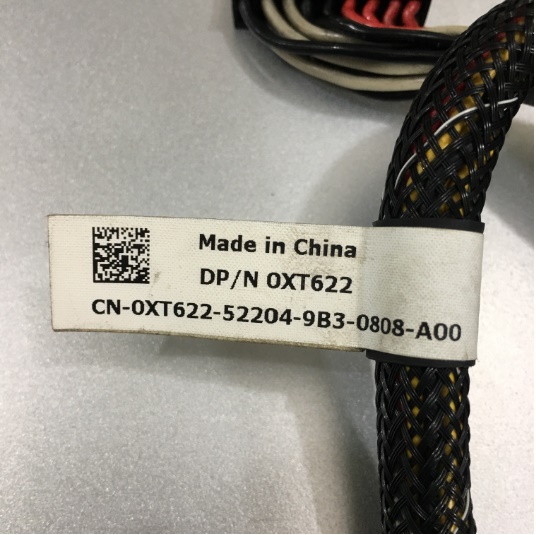 Made in China
DP/N 0XT622
CN-0XT622-52204-9B3-0808-A00